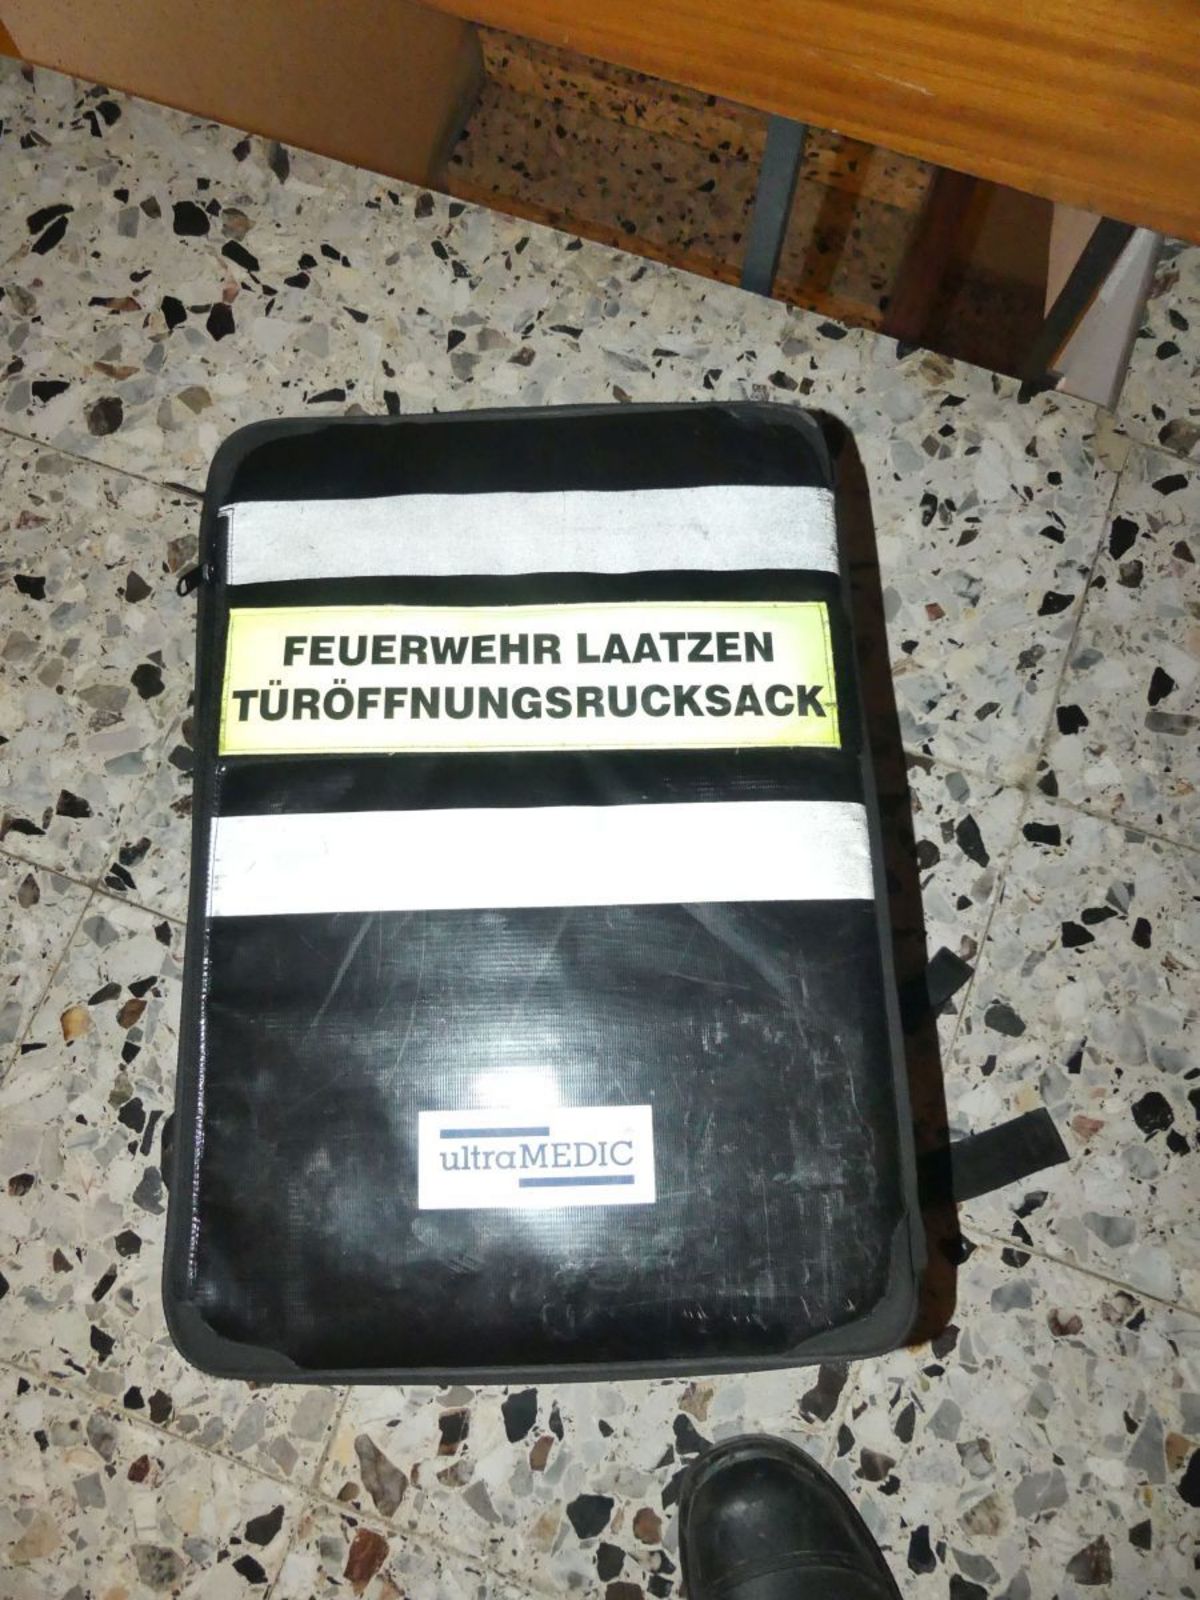 FEUERWEHR LAATZEN
TÜRÖFFNUNGSRUCKSACK
ultraMEDIC